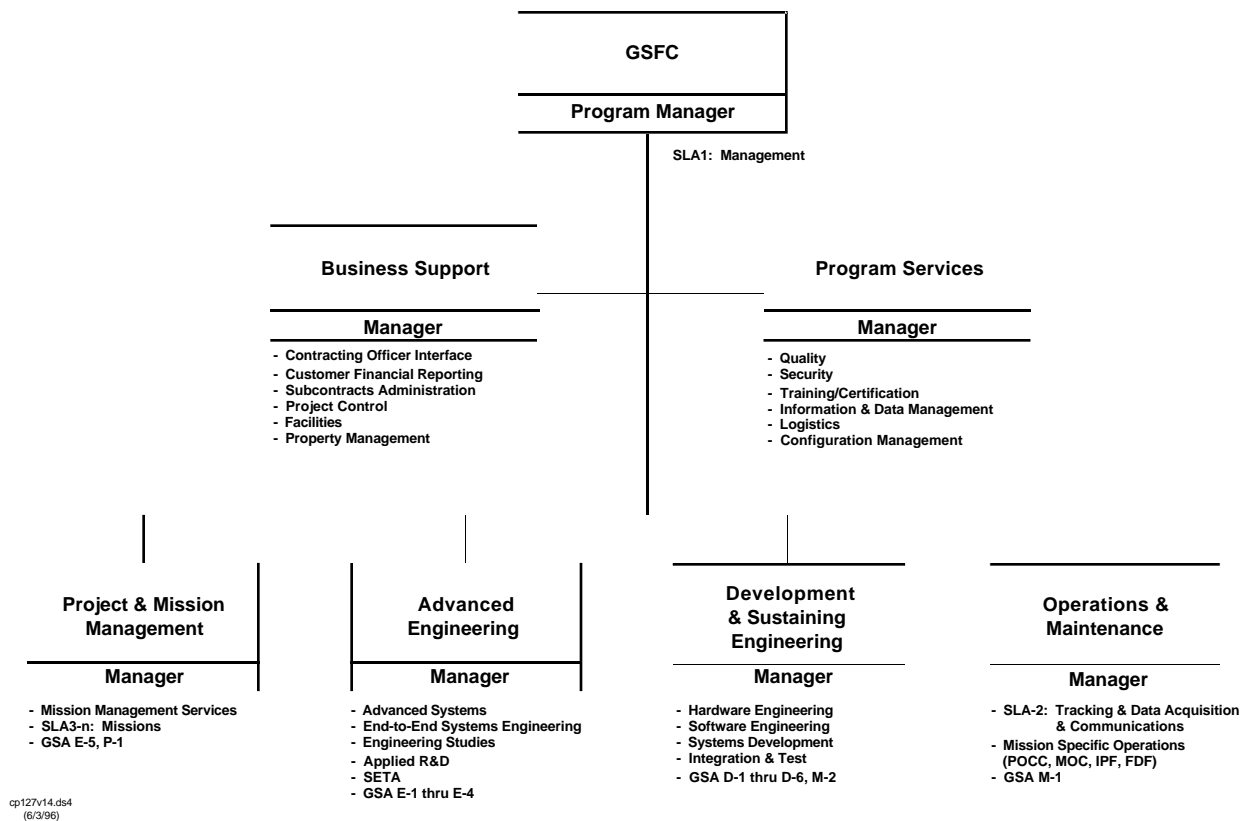 GSFC
Program Manager
SLA1: Management
Business Support
Manager
- Contracting Officer Interface
- Customer Financial Reporting
- Subcontracts Administration
- Project Control
- Facilities
- Property Management
Program Services
Manager
- Quality
- Security
- Training/Certification
- Information & Data Management
- Logistics
- Configuration Management
Project & Mission
Management
Manager
- Mission Management Services
- SLA3-n: Missions
- GSA E-5, P-1
Advanced
Engineering
Manager
- Advanced Systems
- End-to-End Systems Engineering
- Engineering Studies
- Applied R&D
- SETA
- GSA E-1 thru E-4
Development
& Sustaining
Engineering
Manager
- Hardware Engineering
- Software Engineering
- Systems Development
- Integration & Test
- GSA D-1 thru D-6, M-2
Operations &
Maintenance
Manager
- SLA-2: Tracking & Data Acquisition
& Communications
- Mission Specific Operations
(POCC, MOC, IPF, FDF)
- GSA M-1
cp127v14.ds4
(6/3/96)